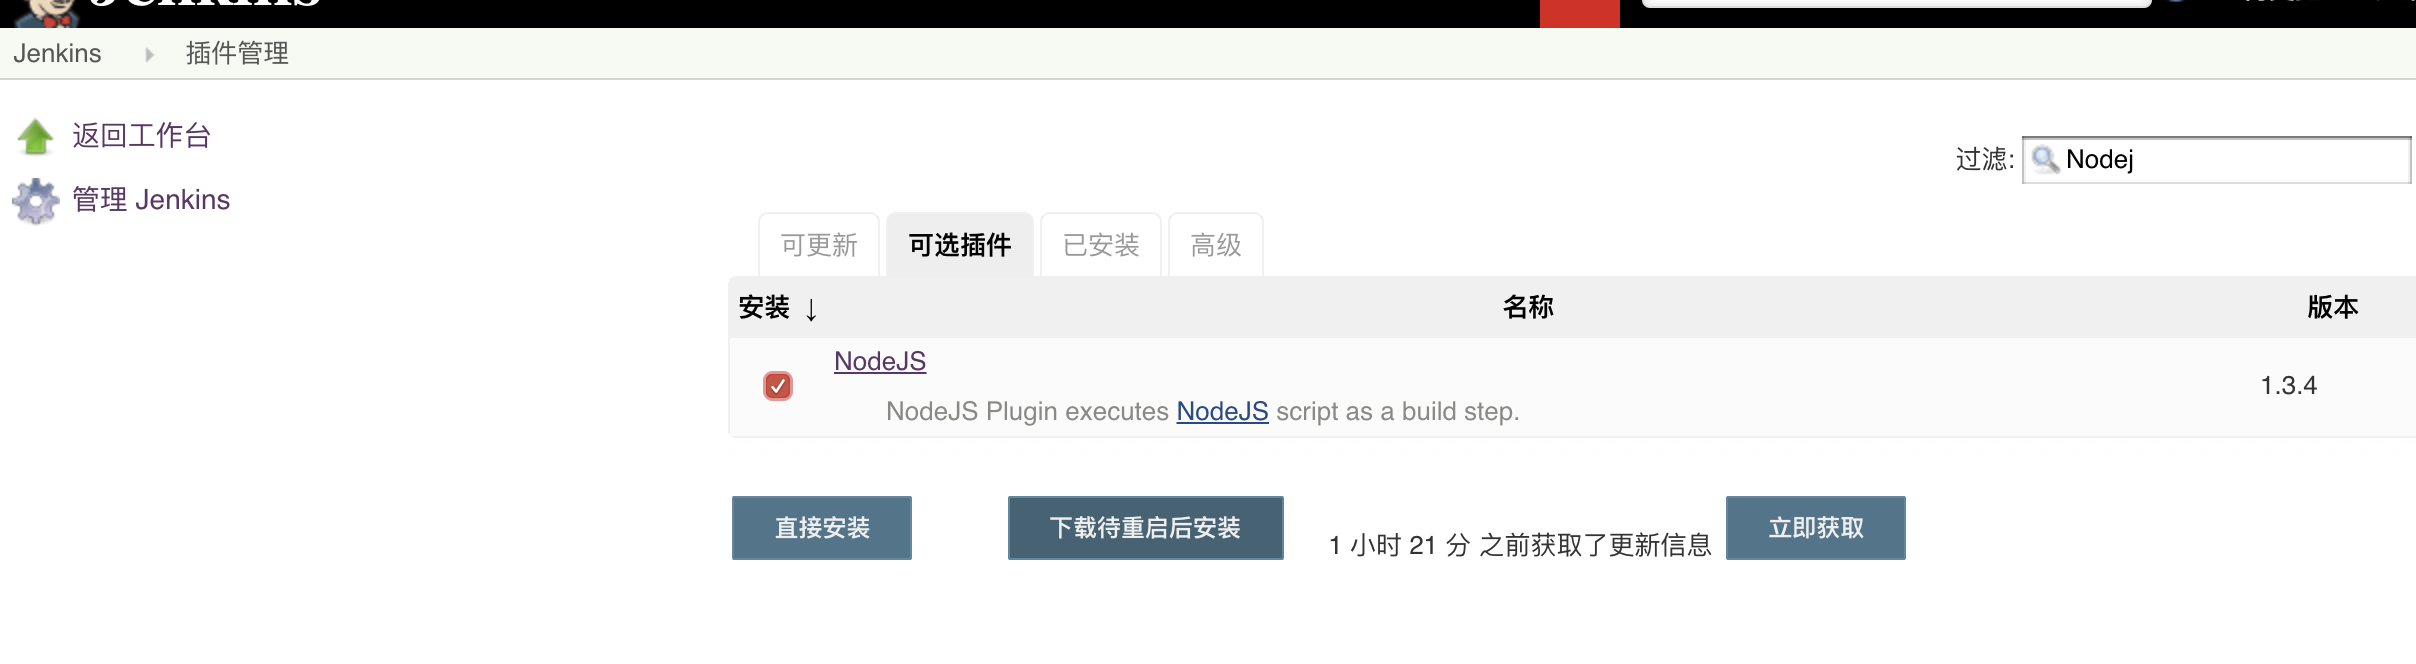 Jenkins
Jenkins 插件管理
返回工作台
管理 Jenkins
过滤: Nodej
可更新 可选插件 已安装 高级
安装 ↓ 名称 版本
NodeJS
NodeJS Plugin executes NodeJS script as a build step.
1.3.4
直接安装 下载待重启后安装 1 小时 21 分 之前获取了更新信息 立即获取